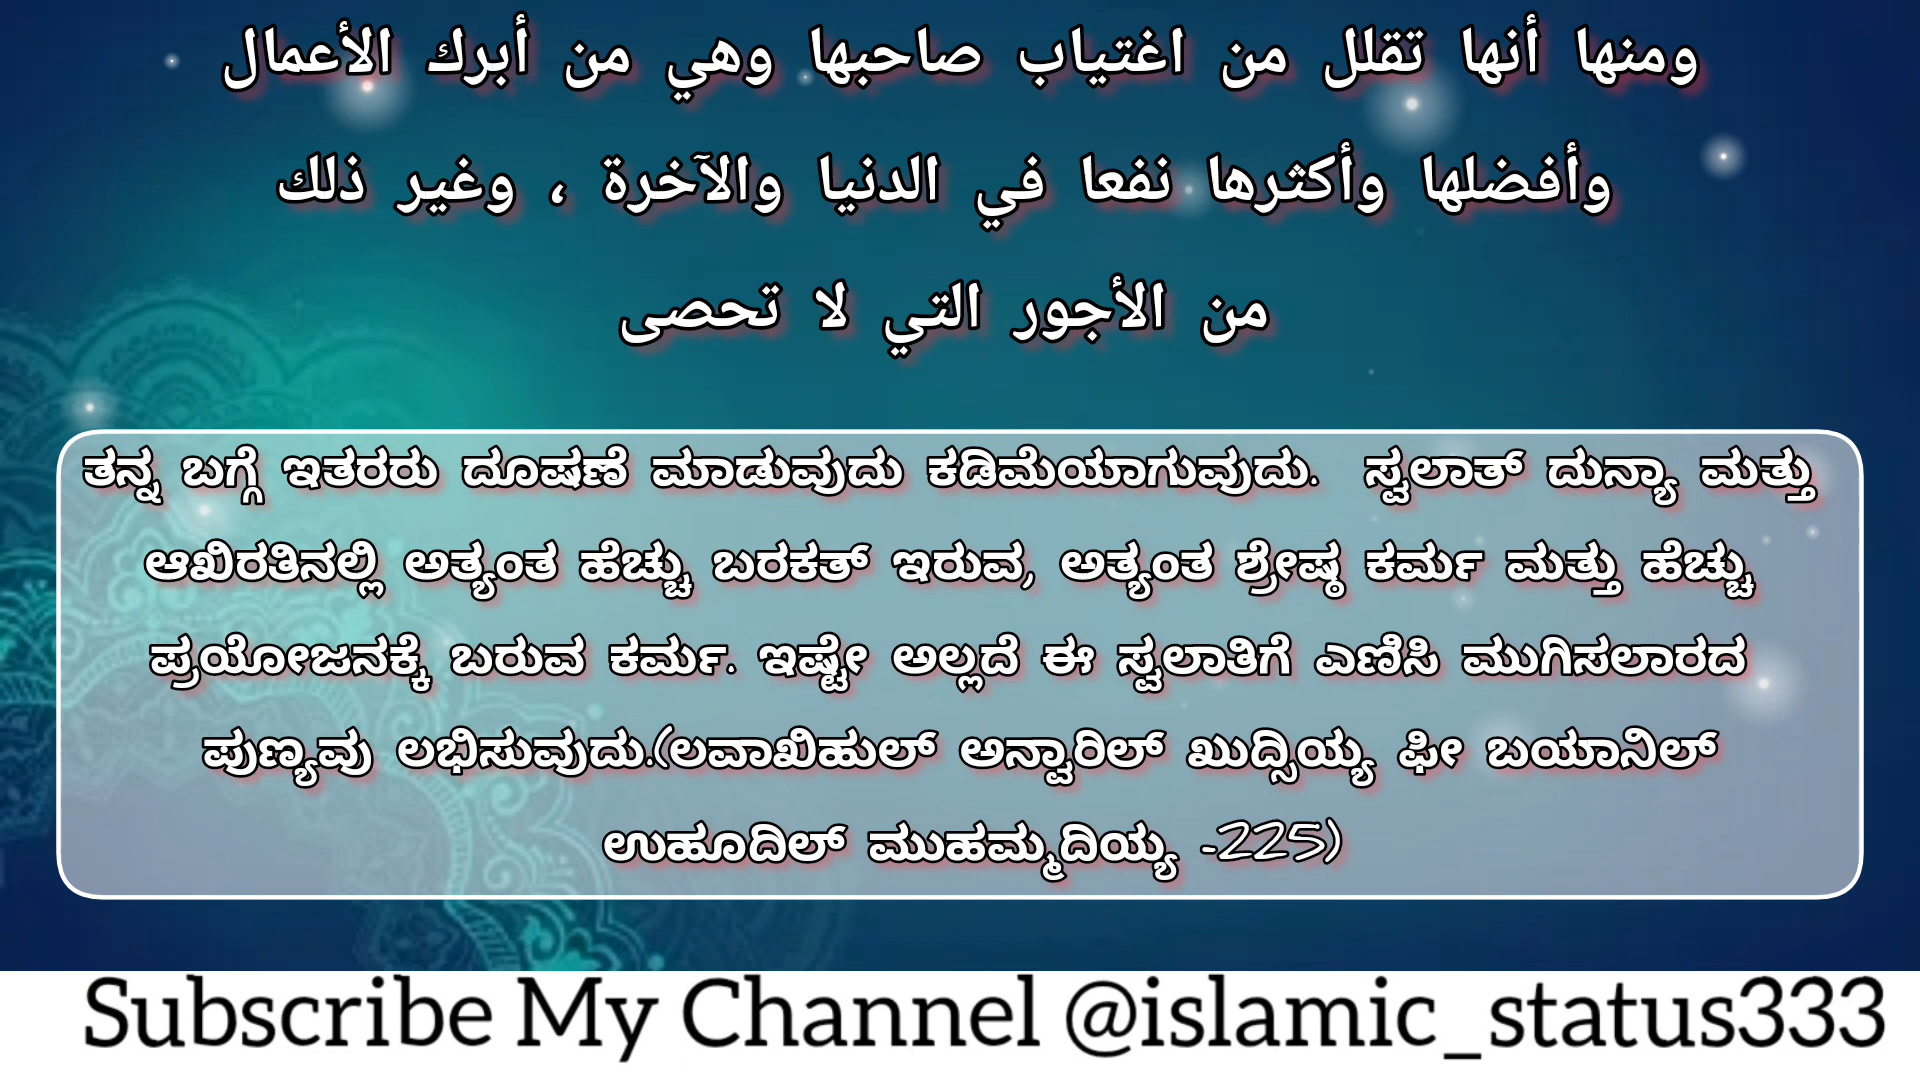 ومنها أنها تقلل من اغتياب صاحبها وهي من أبرك الأعمال
وأفضلها وأكثرها نفعا في الدنيا والآخرة ، وغير ذلك
من الأجور التي لا تحصى
ತನ್ನ ಬಗ್ಗೆ ಇತರರು ದೂಷಣೆ ಮಾಡುವುದು ಕಡಿಮೆಯಾಗುವುದು. ಸ್ವಲಾತ್ ದುನ್ಯಾ ಮತ್ತು
ಆಖಿರತಿನಲ್ಲಿ ಅತ್ಯಂತ ಹೆಚ್ಚು ಬರಕತ್ ಇರುವ, ಅತ್ಯಂತ ಶ್ರೇಷ್ಠ ಕರ್ಮ ಮತ್ತು ಹೆಚ್ಚು
ಪ್ರಯೋಜನಕ್ಕೆ ಬರುವ ಕರ್ಮ. ಇಷ್ಟೇ ಅಲ್ಲದೆ ಈ ಸ್ವಲಾತಿಗೆ ಎಣಿಸಿ ಮುಗಿಸಲಾರದ
ಪುಣ್ಯವು ಲಭಿಸುವುದು.(ಲವಾಖಿಹುಲ್ ಅನ್ವಾರಿಲ್ ಖುದ್ಸಿಯ್ಯ ಫೀ ಬಯಾನಿಲ್
ಉಹೂದಿಲ್ ಮುಹಮ್ಮದಿಯ್ಯ -225)
Subscribe My Channel @islamic_status333